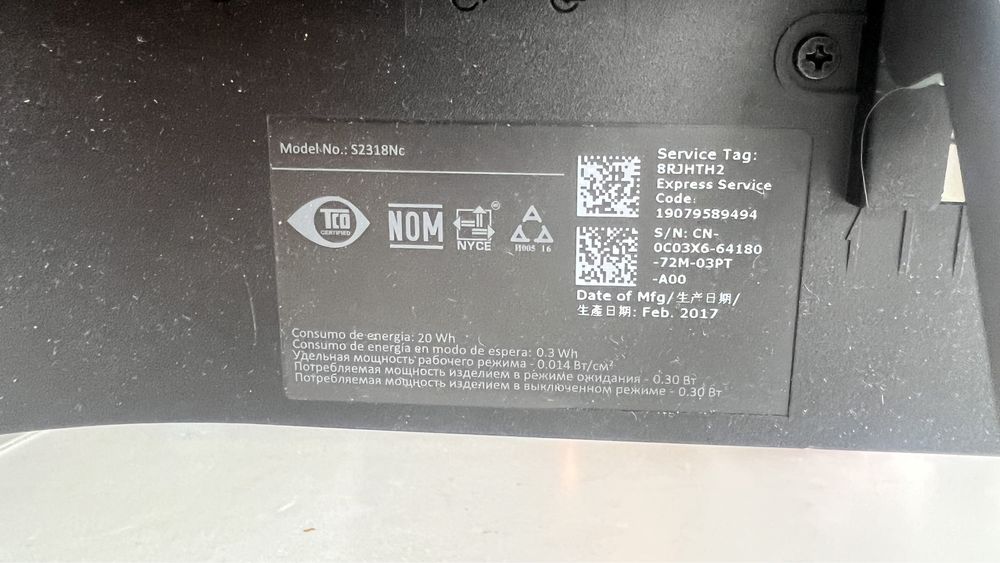 Model No.: S2318Nc
TCO
CERTIFIED
NOM
NYCE
И005 16
Service Tag:
8RJHTH2
Express Service
Code:
19079589494
S/N: CN-
0C03X6-64180
-72M-03PT
-A00
Date of Mfg/生产日期/
生產日期: Feb. 2017
Consumo de energia: 20 Wh
Consumo de energía en modo de espera: 0.3 Wh
Удельная мощность рабочего режима - 0.014 Вт/см²
Потребляемая мощность изделием в режиме ожидания - 0.30 Вт
Потребляемая мощность изделием в выключенном режиме - 0.30 Вт